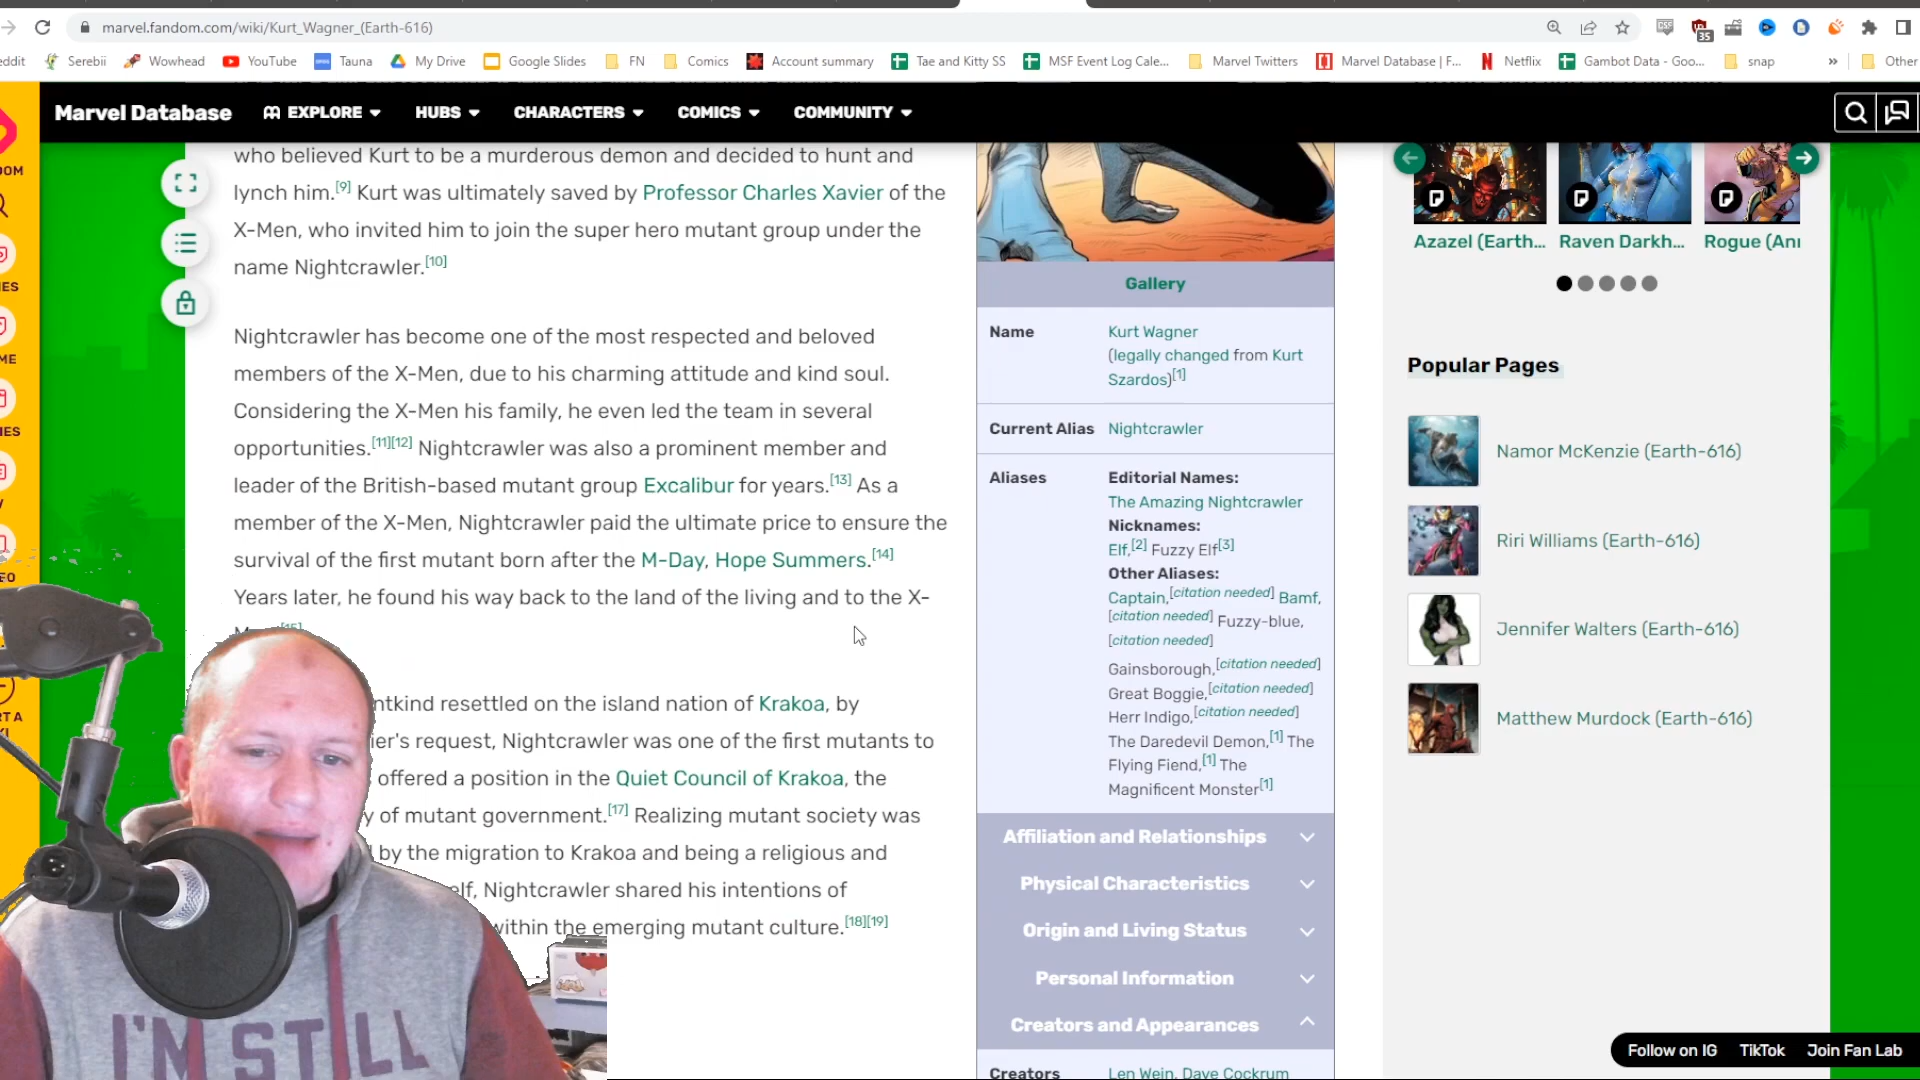 marvel.fandom.com/wiki/Kurt_Wagner_(Earth-616)
35
eddit Serebii Wowhead YouTube Tauna My Drive Google Slides FN Comics Account summary Tae and Kitty SS MSF Event Log Cale... Marvel Twitters Marvel Database | F... Netflix Gambot Data - Goo... snap » Other
Marvel Database EXPLORE HUBS CHARACTERS COMICS COMMUNITY
who believed Kurt to be a murderous demon and decided to hunt and
lynch him.[9] Kurt was ultimately saved by Professor Charles Xavier of the
X-Men, who invited him to join the super hero mutant group under the
name Nightcrawler.[10]
Nightcrawler has become one of the most respected and beloved
members of the X-Men, due to his charming attitude and kind soul.
Considering the X-Men his family, he even led the team in several
opportunities.[11][12] Nightcrawler was also a prominent member and
leader of the British-based mutant group Excalibur for years.[13] As a
member of the X-Men, Nightcrawler paid the ultimate price to ensure the
survival of the first mutant born after the M-Day, Hope Summers.[14]
Years later, he found his way back to the land of the living and to the X-
[15]
ntkind resettled on the island nation of Krakoa, by
ier's request, Nightcrawler was one of the first mutants to
offered a position in the Quiet Council of Krakoa, the
y of mutant government.[17] Realizing mutant society was
by the migration to Krakoa and being a religious and
elf, Nightcrawler shared his intentions of
within the emerging mutant culture.[18][19]
I'M STILL
Gallery
Name Kurt Wagner
(legally changed from Kurt
Szardos)[1]
Current Alias Nightcrawler
Aliases Editorial Names:
The Amazing Nightcrawler
Nicknames:
Elf,[2] Fuzzy Elf[3]
Other Aliases:
Captain,[citation needed] Bamf,
[citation needed] Fuzzy-blue,
[citation needed]
Gainsborough,[citation needed]
Great Boggie,[citation needed]
Herr Indigo,[citation needed]
The Daredevil Demon,[1] The
Flying Fiend,[1] The
Magnificent Monster[1]
Affiliation and Relationships
Physical Characteristics
Origin and Living Status
Personal Information
Creators and Appearances
Creators Len Wein, Dave Cockrum
Azazel (Earth... Raven Darkh... Rogue (Ann
Popular Pages
Namor McKenzie (Earth-616)
Riri Williams (Earth-616)
Jennifer Walters (Earth-616)
Matthew Murdock (Earth-616)
Follow on IG TikTok Join Fan Lab